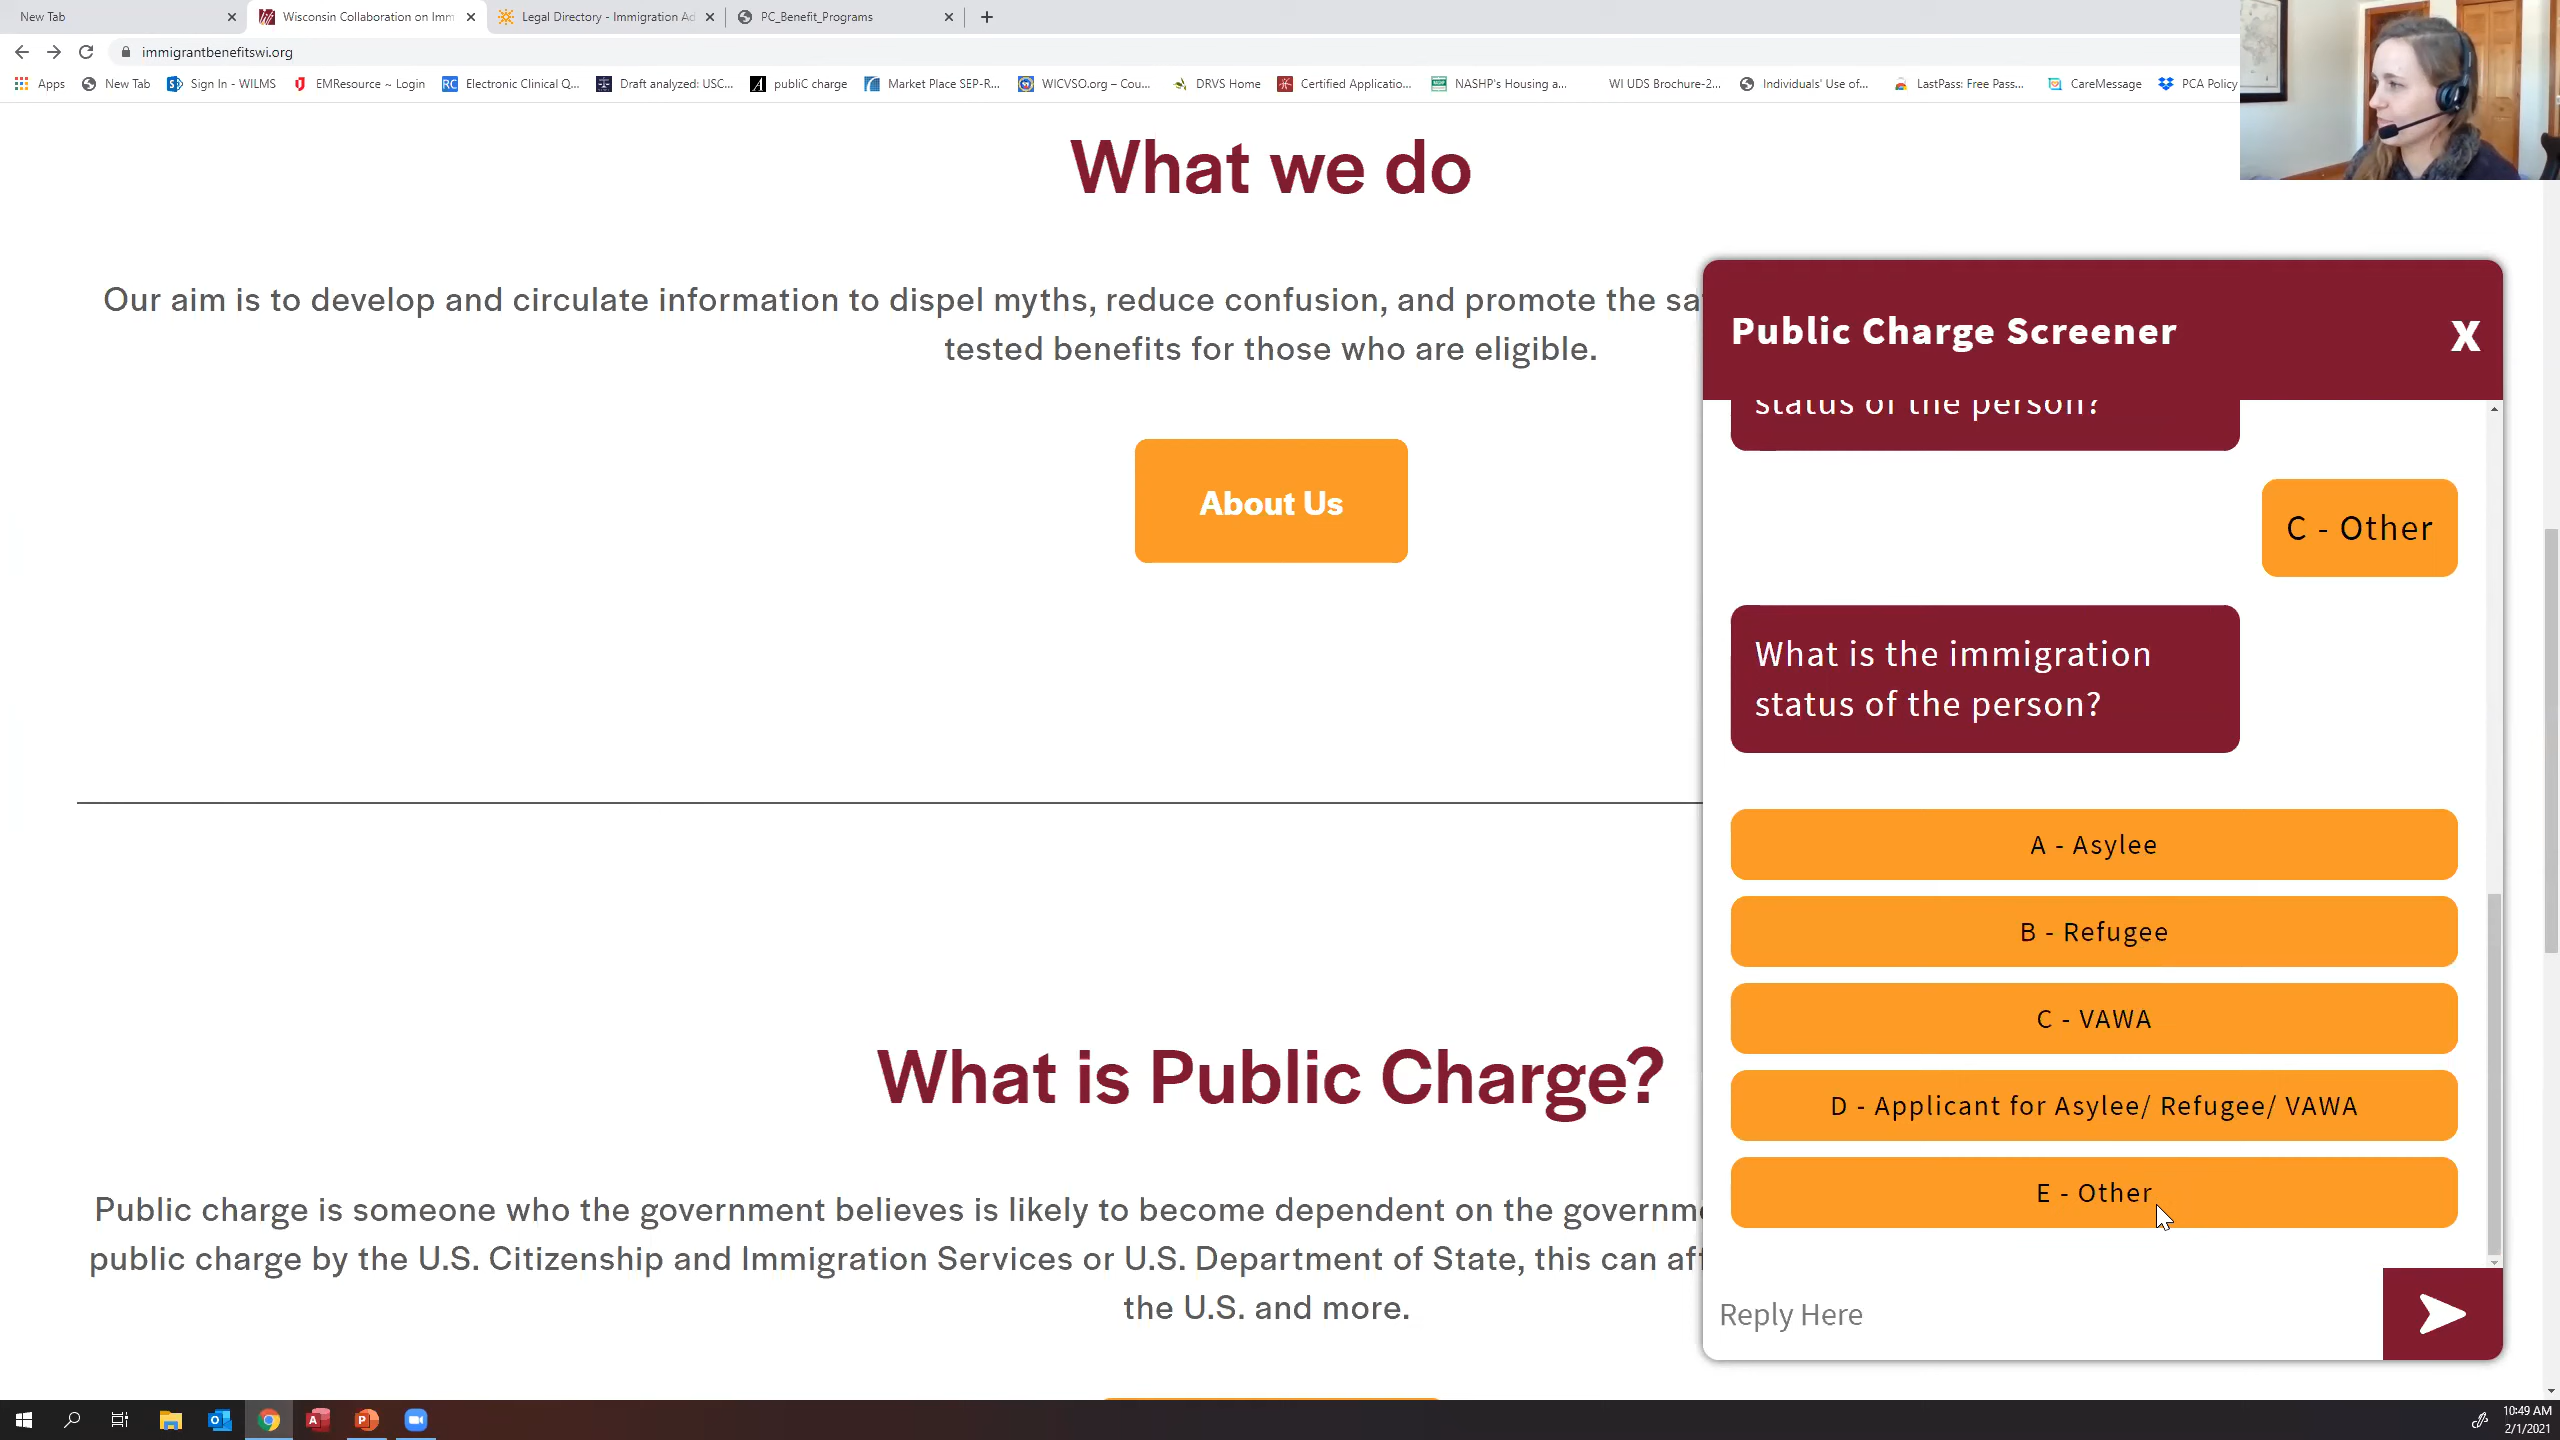 New Tab
Wisconsin Collaboration on Imm
Legal Directory - Immigration Ad
PC_Benefit_Programs
immigrantbenefitswi.org
Apps
New Tab
Sign In - WILMS
EMResource ~ Login
Electronic Clinical Q...
Draft analyzed: USC...
publiC charge
Market Place SEP-R...
WICVSO.org – Cou...
DRVS Home
Certified Applicatio...
NASHP's Housing a...
WI UDS Brochure-2...
Individuals' Use of...
LastPass: Free Pass...
CareMessage
PCA Policy
What we do
Our aim is to develop and circulate information to dispel myths, reduce confusion, and promote the sa
tested benefits for those who are eligible.
About Us
What is Public Charge?
Public charge is someone who the government believes is likely to become dependent on the governm
public charge by the U.S. Citizenship and Immigration Services or U.S. Department of State, this can aff
the U.S. and more.
Public Charge Screener
X
status of the person?
C - Other
What is the immigration
status of the person?
A - Asylee
B - Refugee
C - VAWA
D - Applicant for Asylee/ Refugee/ VAWA
E - Other
Reply Here
10:49 AM
2/1/2021